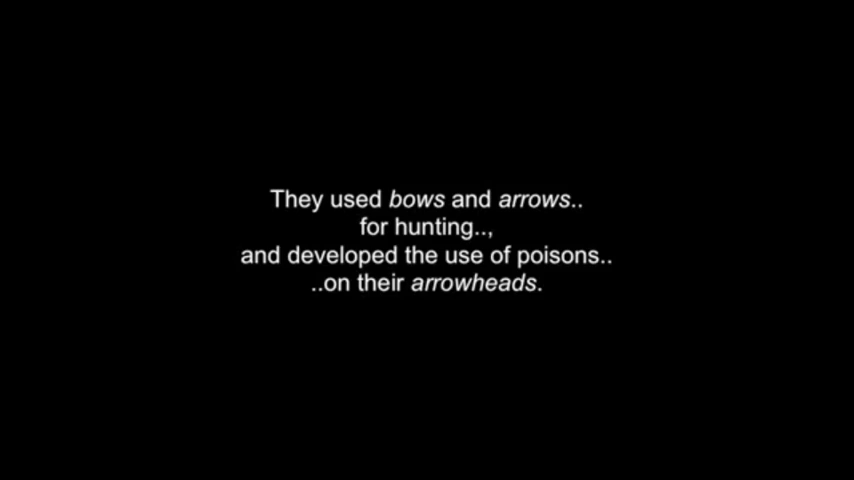 They used bows and arrows..
for hunting..,
and developed the use of poisons..
..on their arrowheads.